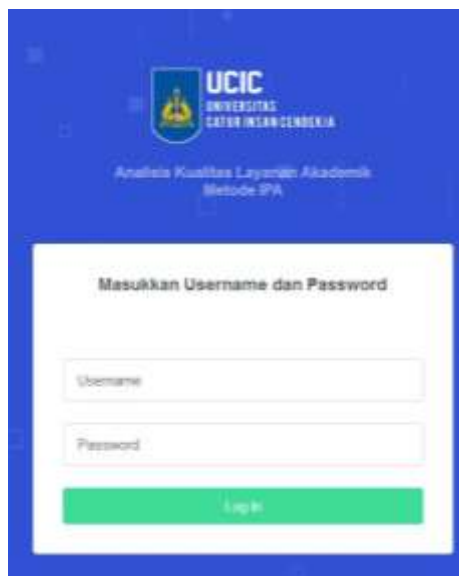 UCIC
UNIVERSITAS
CATUR INSAN CENDEKIA
Analisis Kualitas Layanan Akademik
Metode IPA
Masukkan Username dan Password
Username
Password
Log In